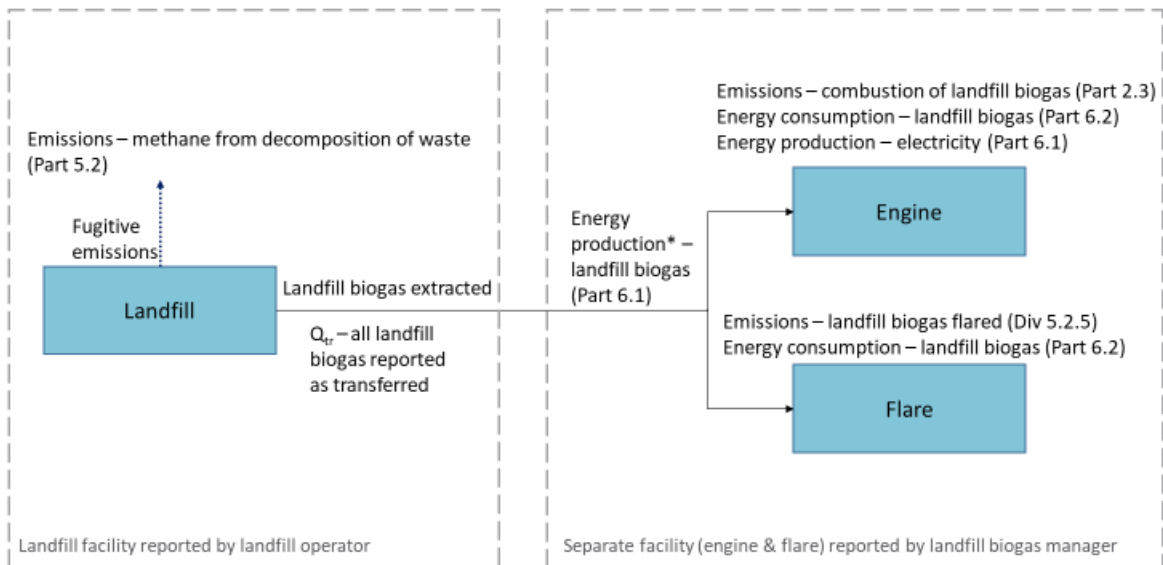 Emissions – methane from decomposition of waste
(Part 5.2)
Fugitive
emissions
Landfill
Landfill biogas extracted
Qtr – all landfill
biogas reported
as transferred
Landfill facility reported by landfill operator
Energy
production* –
landfill biogas
(Part 6.1)
Emissions – combustion of landfill biogas (Part 2.3)
Energy consumption – landfill biogas (Part 6.2)
Energy production – electricity (Part 6.1)
Engine
Emissions – landfill biogas flared (Div 5.2.5)
Energy consumption – landfill biogas (Part 6.2)
Flare
Separate facility (engine & flare) reported by landfill biogas manager